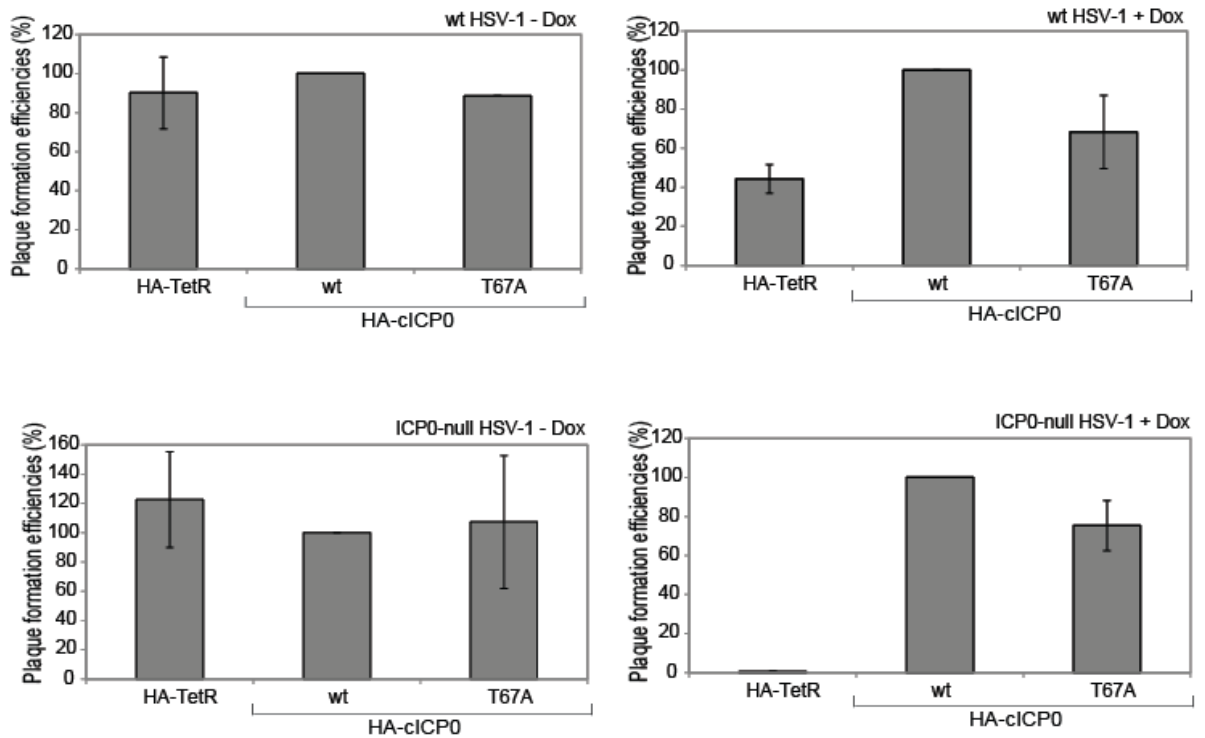 wt HSV-1 - Dox
Plaque formation efficiencies (%)
120
100
80
60
40
20
0
HA-TetR wt T67A
HA-cICP0
wt HSV-1 + Dox
Plaque formation efficiencies (%)
120
100
80
60
40
20
0
HA-TetR wt T67A
HA-cICP0
ICP0-null HSV-1 - Dox
Plaque formation efficiencies (%)
160
140
120
100
80
60
40
20
0
HA-TetR wt T67A
HA-cICP0
ICP0-null HSV-1 + Dox
Plaque formation efficiencies (%)
120
100
80
60
40
20
0
HA-TetR wt T67A
HA-cICP0